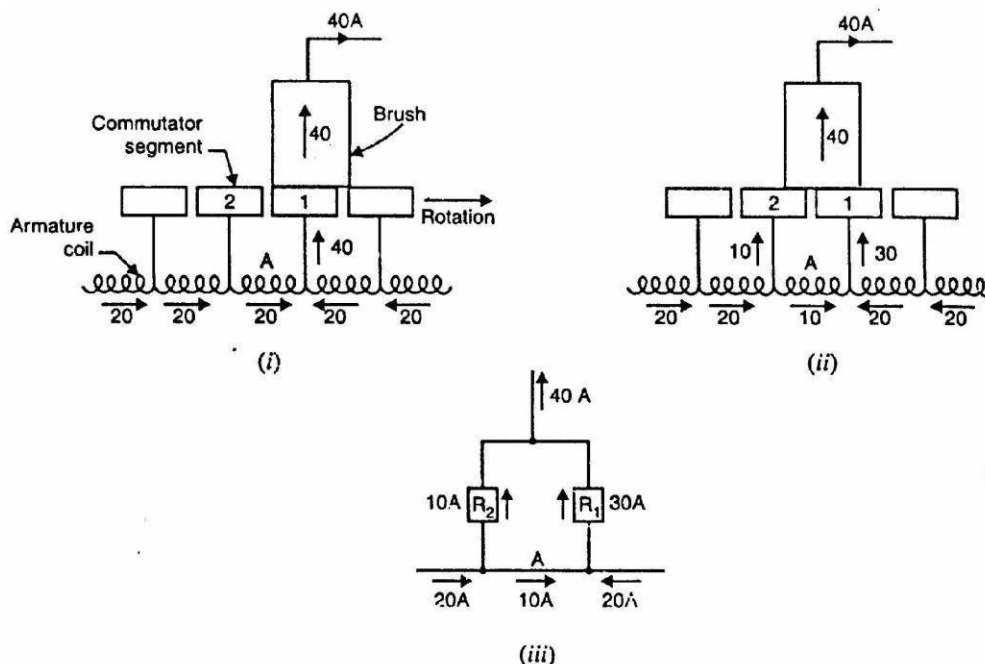 40A
40
Brush
Commutator
segment
2
1
Rotation
Armature
coil
A
40
20 20 20 20 20
(i)
40A
40
2
1
10
A
30
20 20 10 20 20
(ii)
40 A
10A
R2
R1
30A
A
20A 10A 20A
(iii)